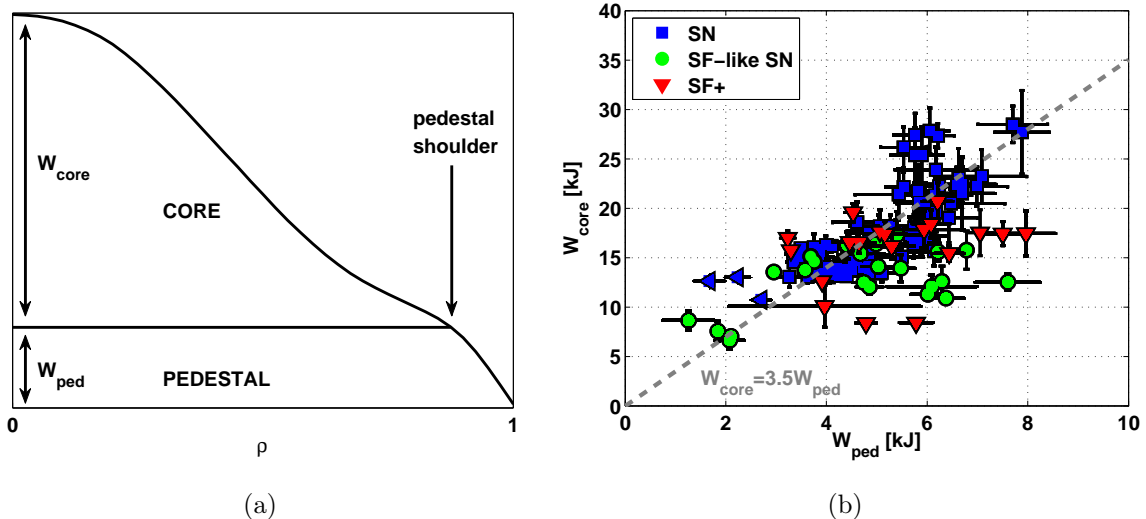 pedestal
shoulder
W_core
CORE
W_ped
PEDESTAL
0
1
ρ
(a)
40
35
30
25
20
15
10
5
0
W_core [kJ]
SN
SF−like SN
SF+
W_core=3.5W_ped
0
2
4
6
8
10
W_ped [kJ]
(b)